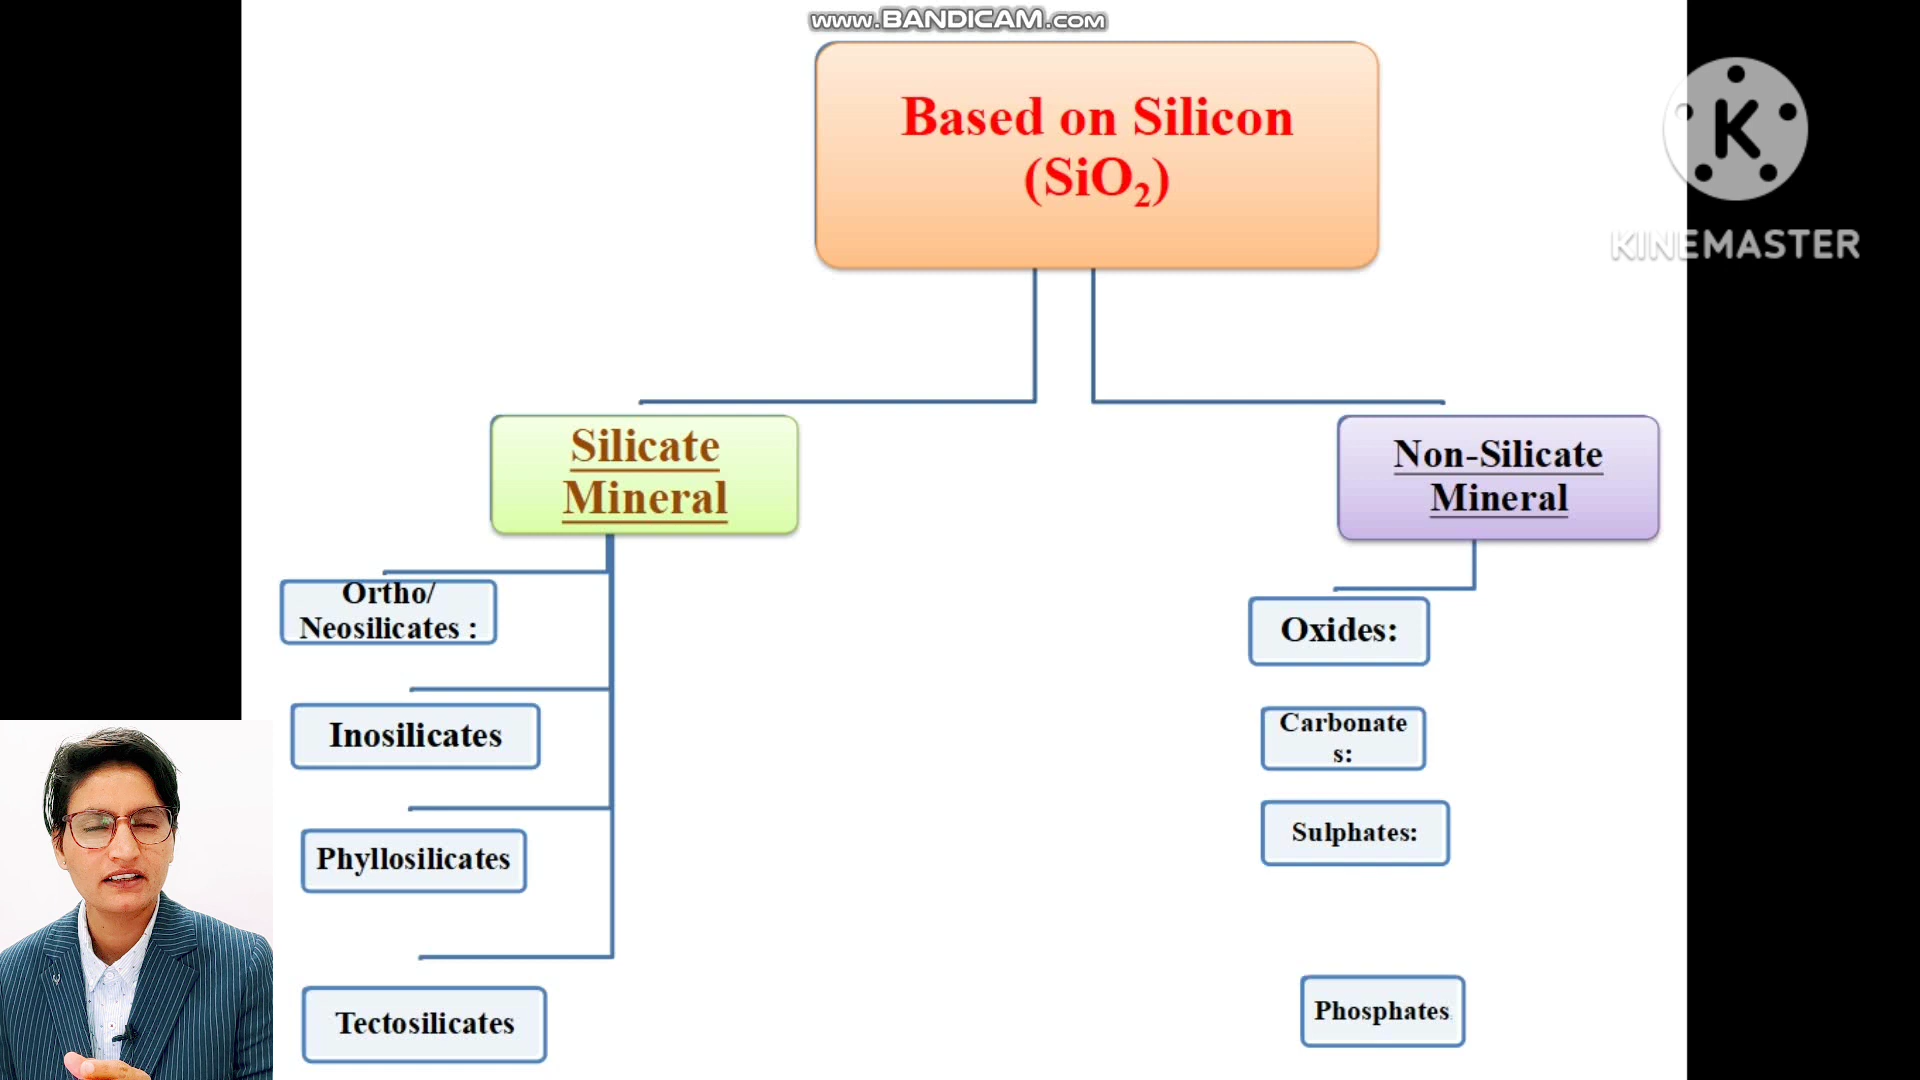 www.BANDICAM.com
Based on Silicon
(SiO₂)
K
KINEMASTER
Silicate
Mineral
Non-Silicate
Mineral
Ortho/
Neosilicates :
Inosilicates
Phyllosilicates
Tectosilicates
Oxides:
Carbonate
s:
Sulphates:
Phosphates